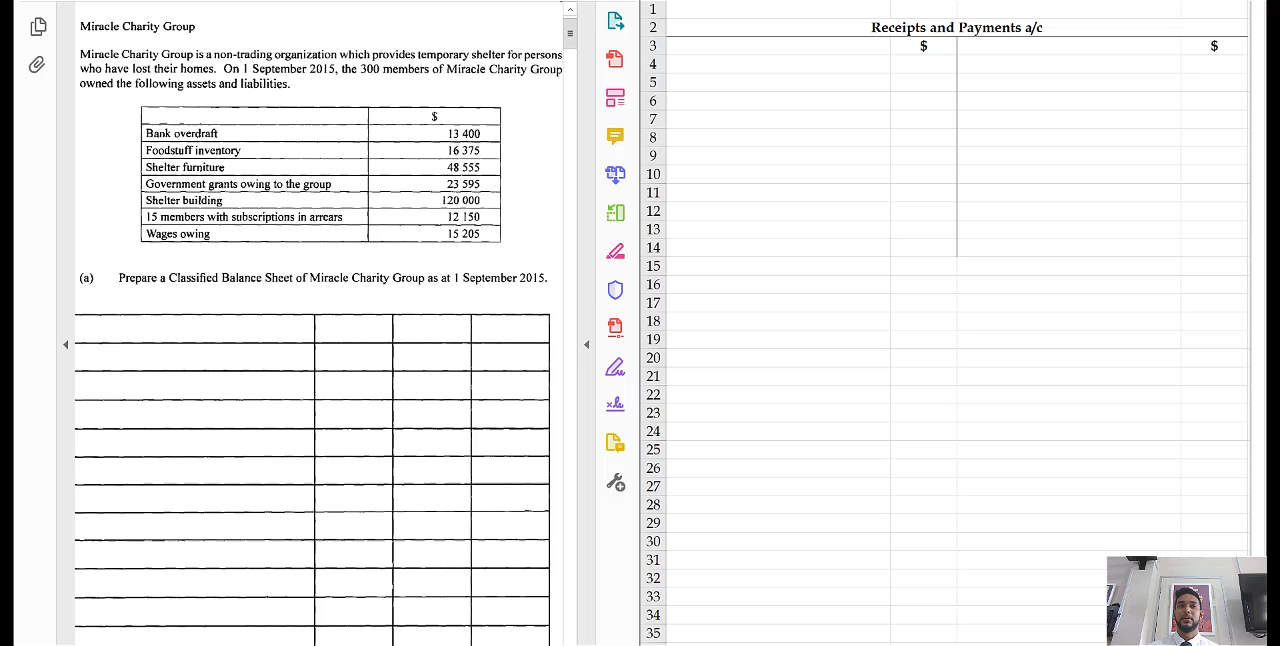 Miracle Charity Group
Miracle Charity Group is a non-trading organization which provides temporary shelter for persons
who have lost their homes. On 1 September 2015, the 300 members of Miracle Charity Group
owned the following assets and liabilities.
$
Bank overdraft 13 400
Foodstuff inventory 16 375
Shelter furniture 48 555
Government grants owing to the group 23 595
Shelter building 120 000
15 members with subscriptions in arrears 12 150
Wages owing 15 205
(a) Prepare a Classified Balance Sheet of Miracle Charity Group as at 1 September 2015.
1
2 Receipts and Payments a/c
3 $ $
4
5
6
7
8
9
10
11
12
13
14
15
16
17
18
19
20
21
22
23
24
25
26
27
28
29
30
31
32
33
34
35